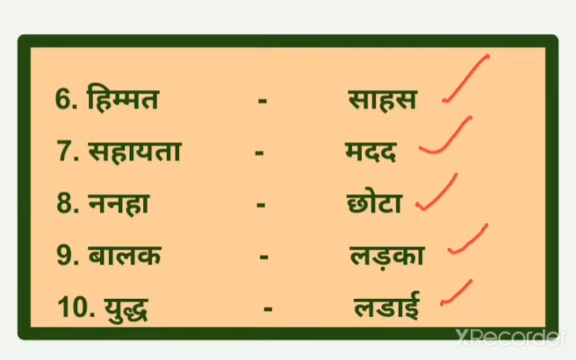 6. हिम्मत - साहस
7. सहायता - मदद
8. ननहा - छोटा
9. बालक - लड़का
10. युद्ध - लडाई
XRecorder